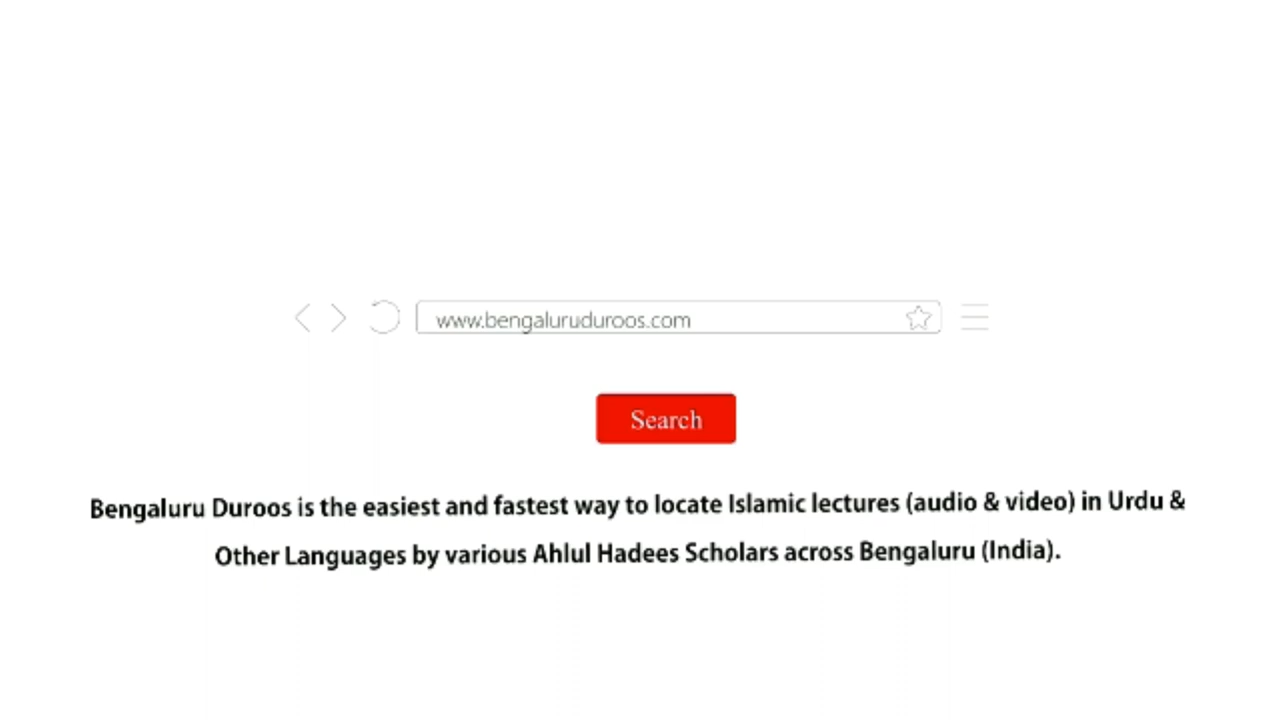 www.bengaluruduroos.com
Search
Bengaluru Duroos is the easiest and fastest way to locate Islamic lectures (audio & video) in Urdu &
Other Languages by various Ahlul Hadees Scholars across Bengaluru (India).